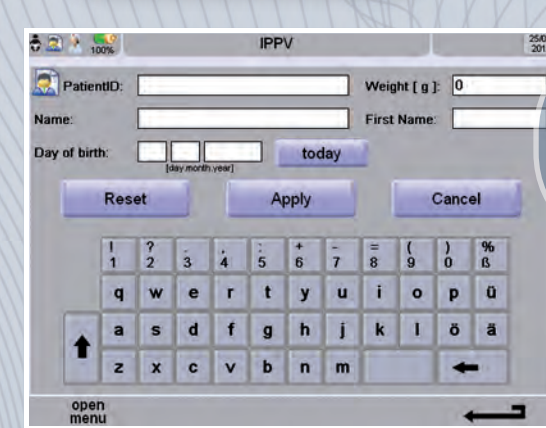 100% IPPV 25/0
201
PatientID: Weight [ g ]: 0
Name: First Name:
Day of birth: today
[day.month.year]
Reset Apply Cancel
! ? _ . : + - = ( ) %
1 2 3 4 5 6 7 8 9 0 ß
q w e r t y u i o p ü
a s d f g h j k l ö ä
z x c v b n m
open
menu